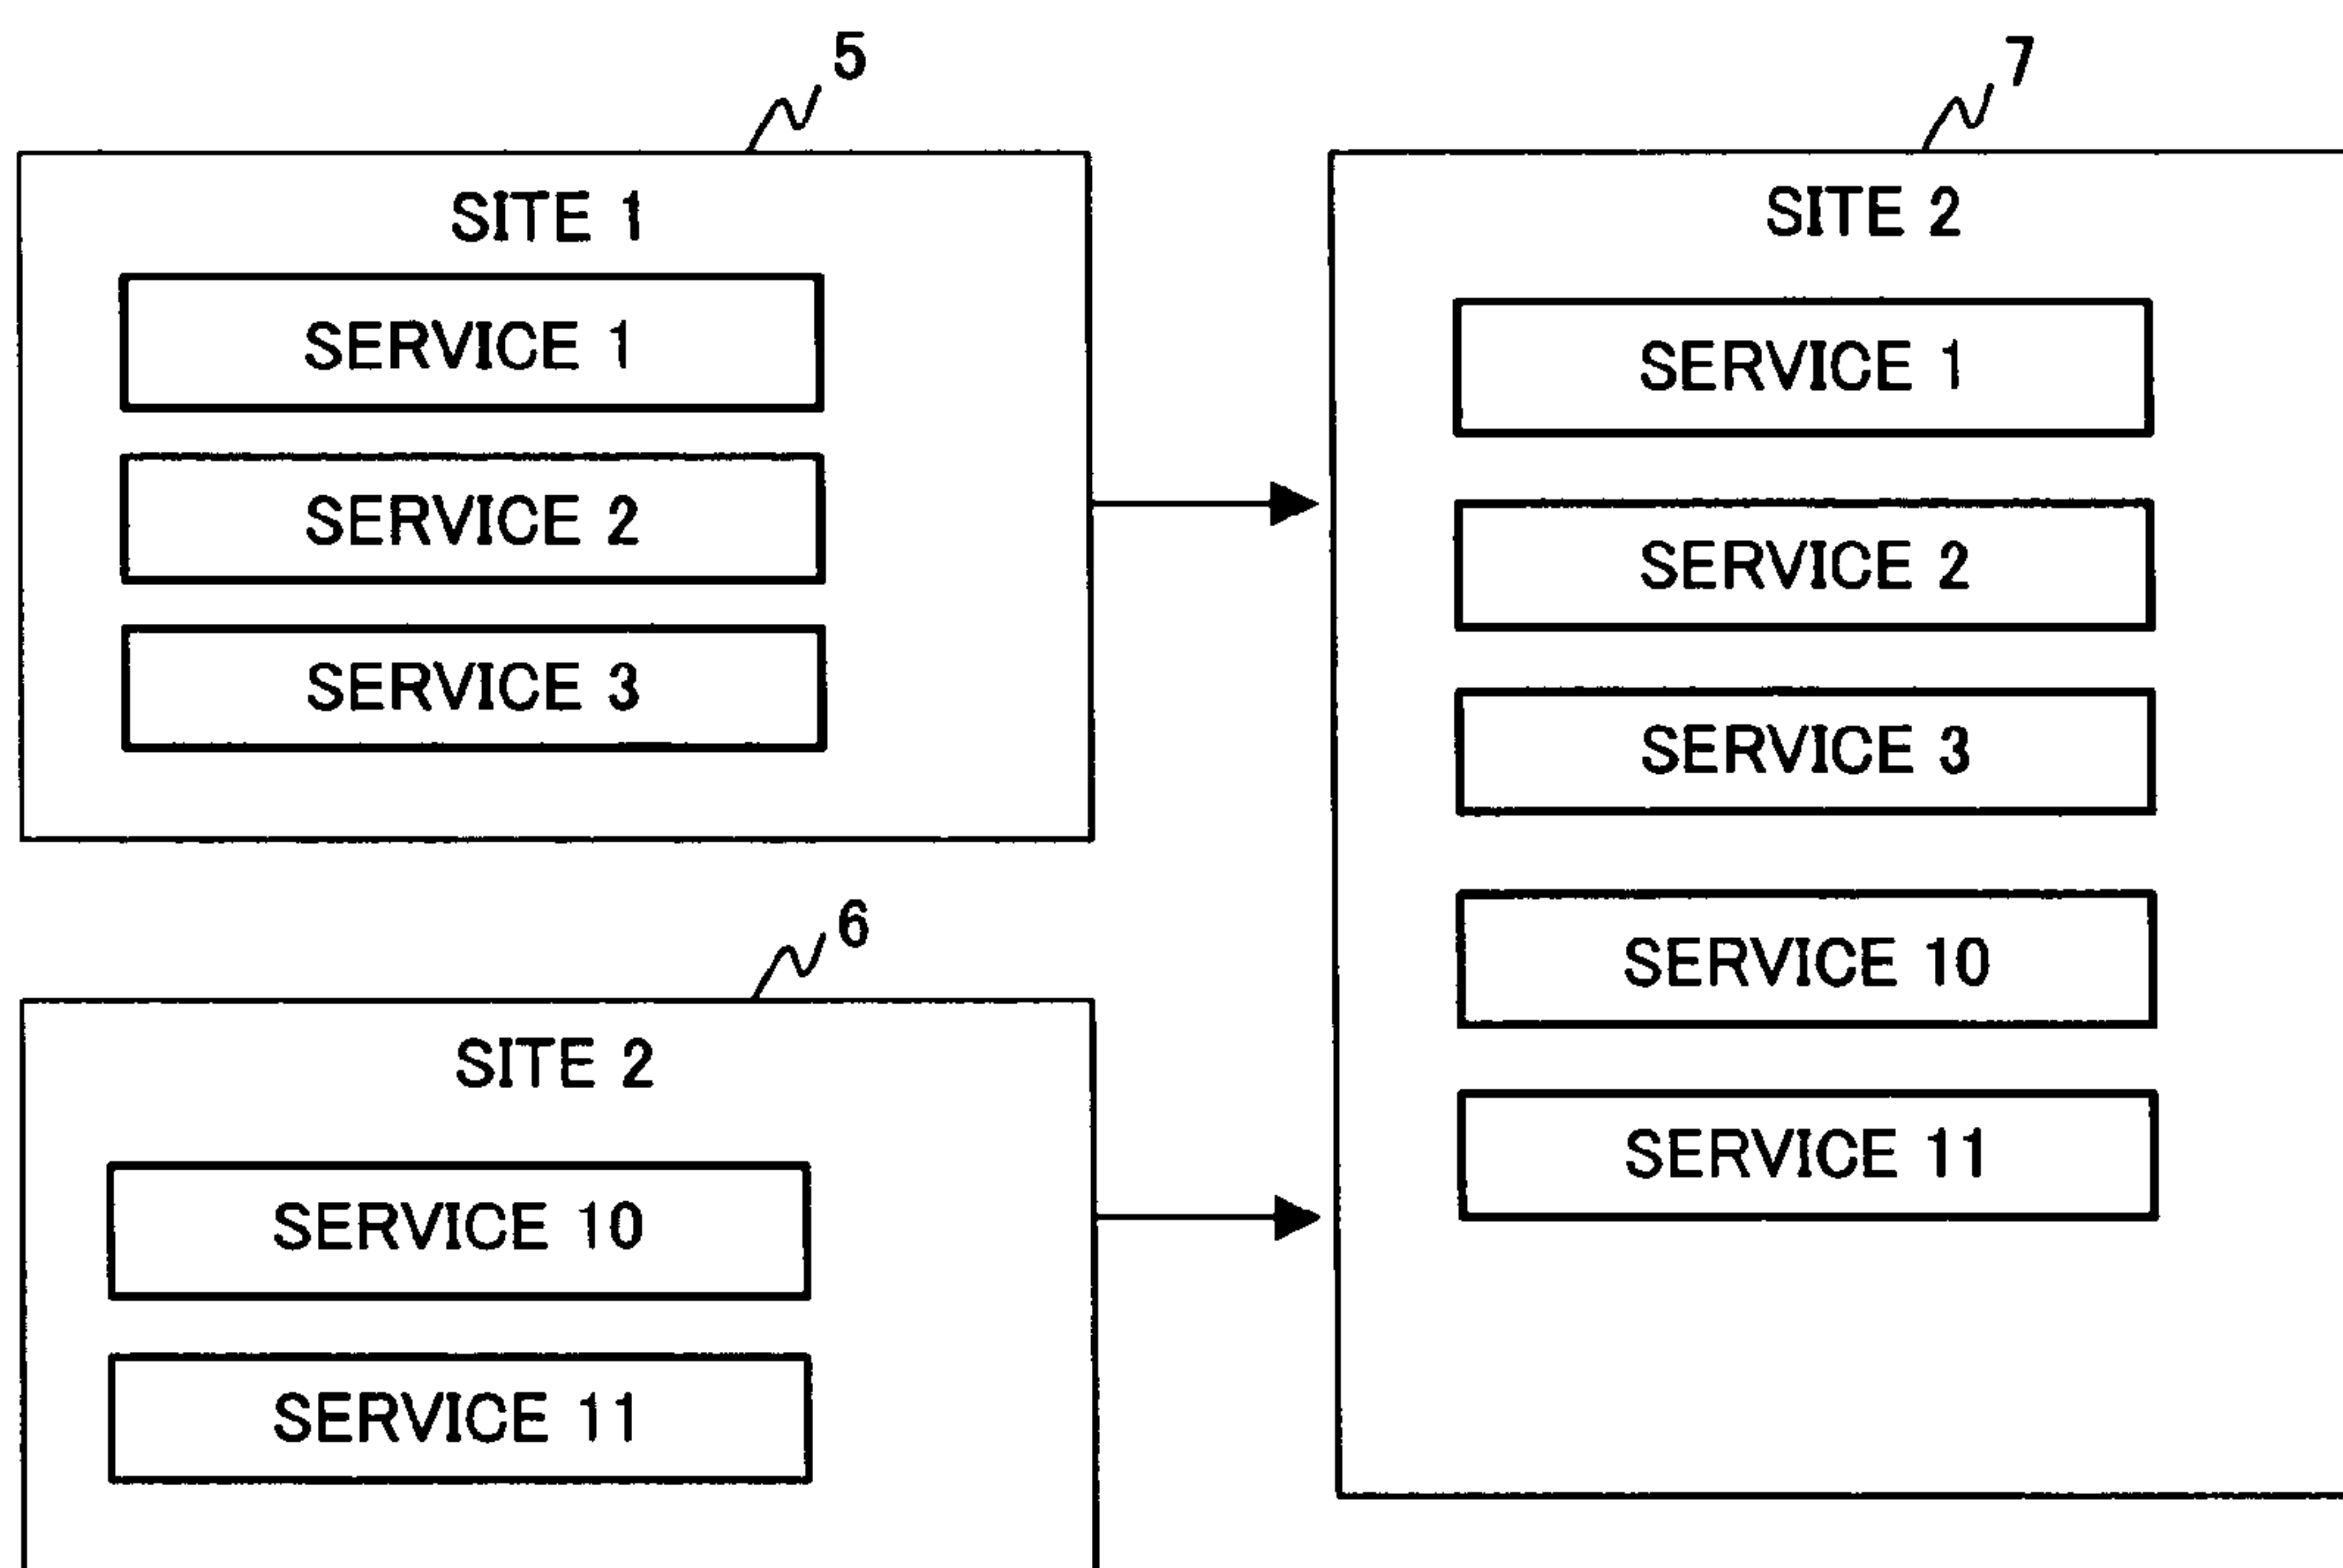 5
SITE 1
SERVICE 1
SERVICE 2
SERVICE 3
6
SITE 2
SERVICE 10
SERVICE 11
7
SITE 2
SERVICE 1
SERVICE 2
SERVICE 3
SERVICE 10
SERVICE 11